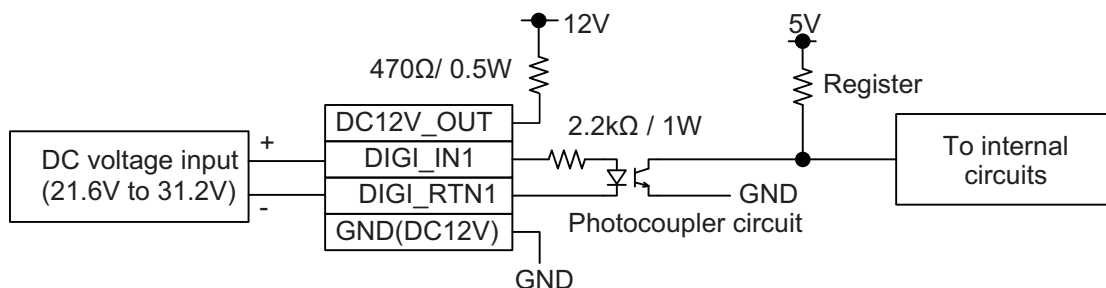 12V
5V
470Ω/ 0.5W
Register
DC12V_OUT
2.2kΩ / 1W
+
DC voltage input
(21.6V to 31.2V)
-
DIGI_IN1
DIGI_RTN1
GND(DC12V)
GND
Photocoupler circuit
To internal
circuits
GND